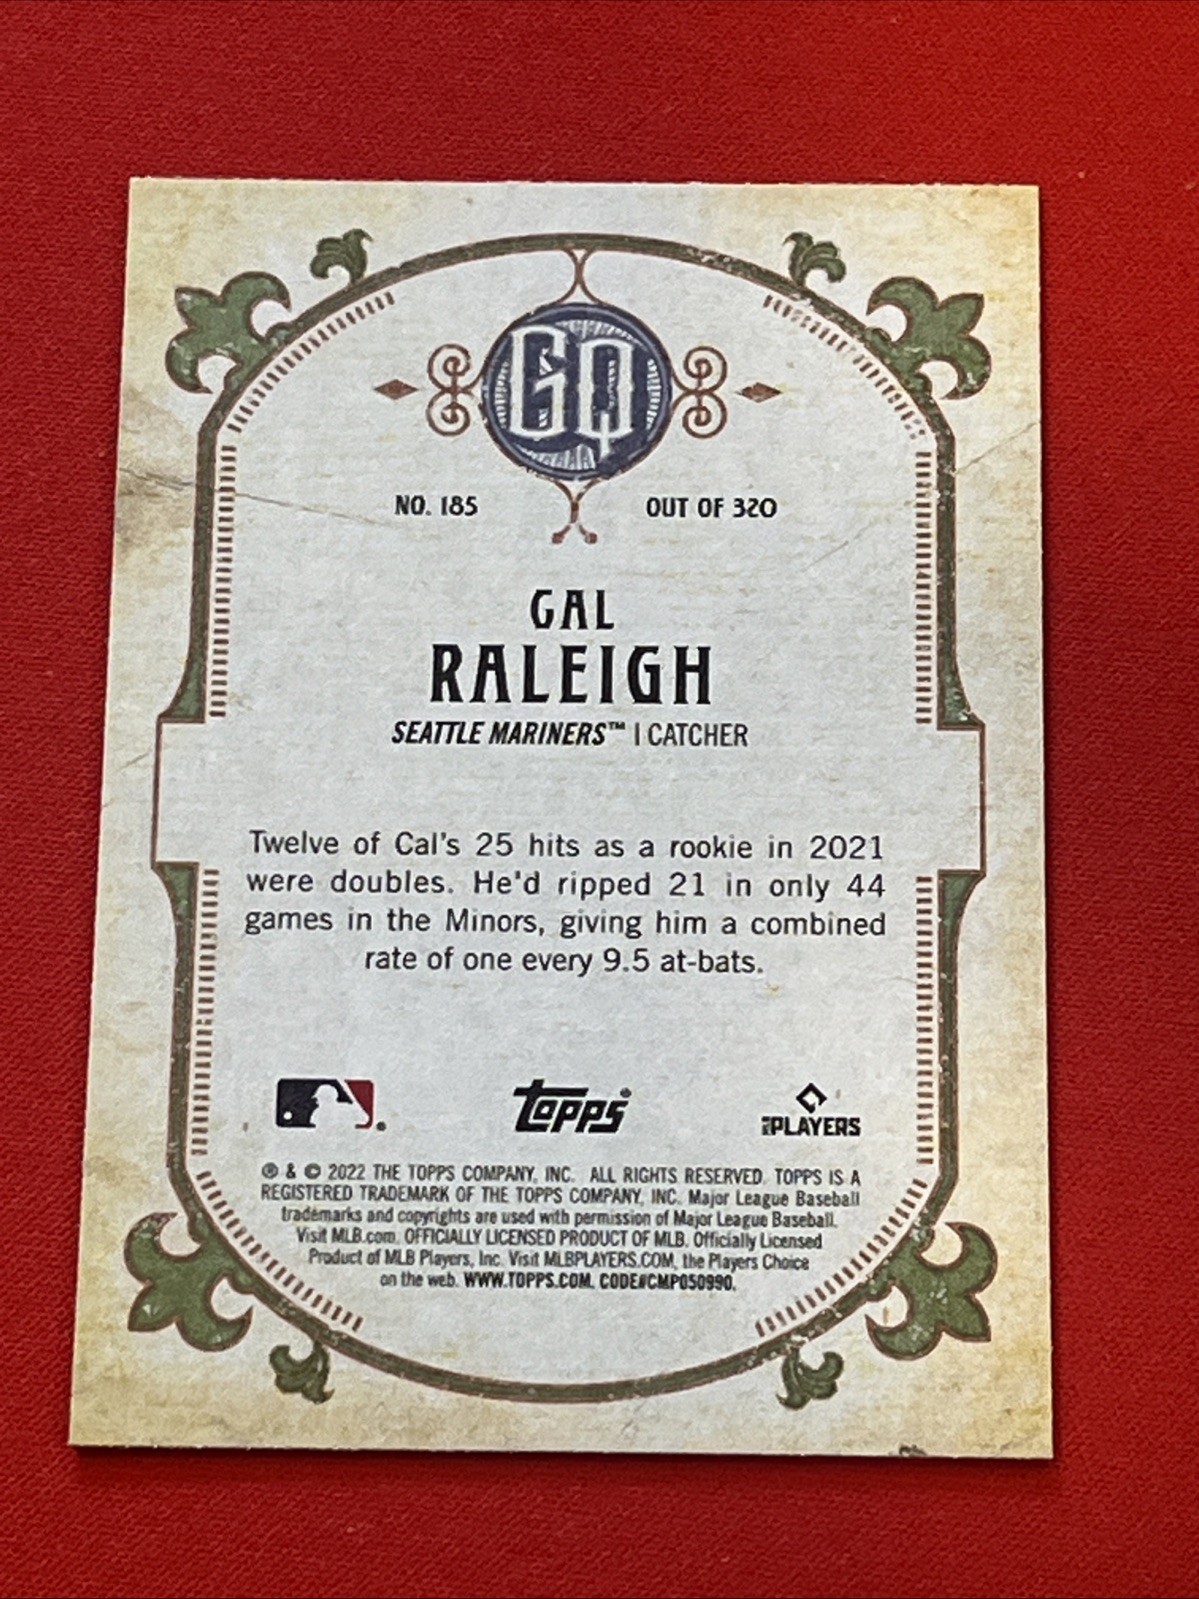 GQ
NO. 185 OUT OF 320
CAL
RALEIGH
SEATTLE MARINERS™ | CATCHER
Twelve of Cal's 25 hits as a rookie in 2021
were doubles. He'd ripped 21 in only 44
games in the Minors, giving him a combined
rate of one every 9.5 at-bats.
topps® MLB PLAYERS
® & © 2022 THE TOPPS COMPANY, INC. ALL RIGHTS RESERVED. TOPPS IS A
REGISTERED TRADEMARK OF THE TOPPS COMPANY, INC. Major League Baseball
trademarks and copyrights are used with permission of Major League Baseball.
Visit MLB.com. OFFICIALLY LICENSED PRODUCT OF MLB. Officially Licensed
Product of MLB Players, Inc. Visit MLBPLAYERS.COM, the Players Choice
on the web. WWW.TOPPS.COM. CODE#CMP050990.